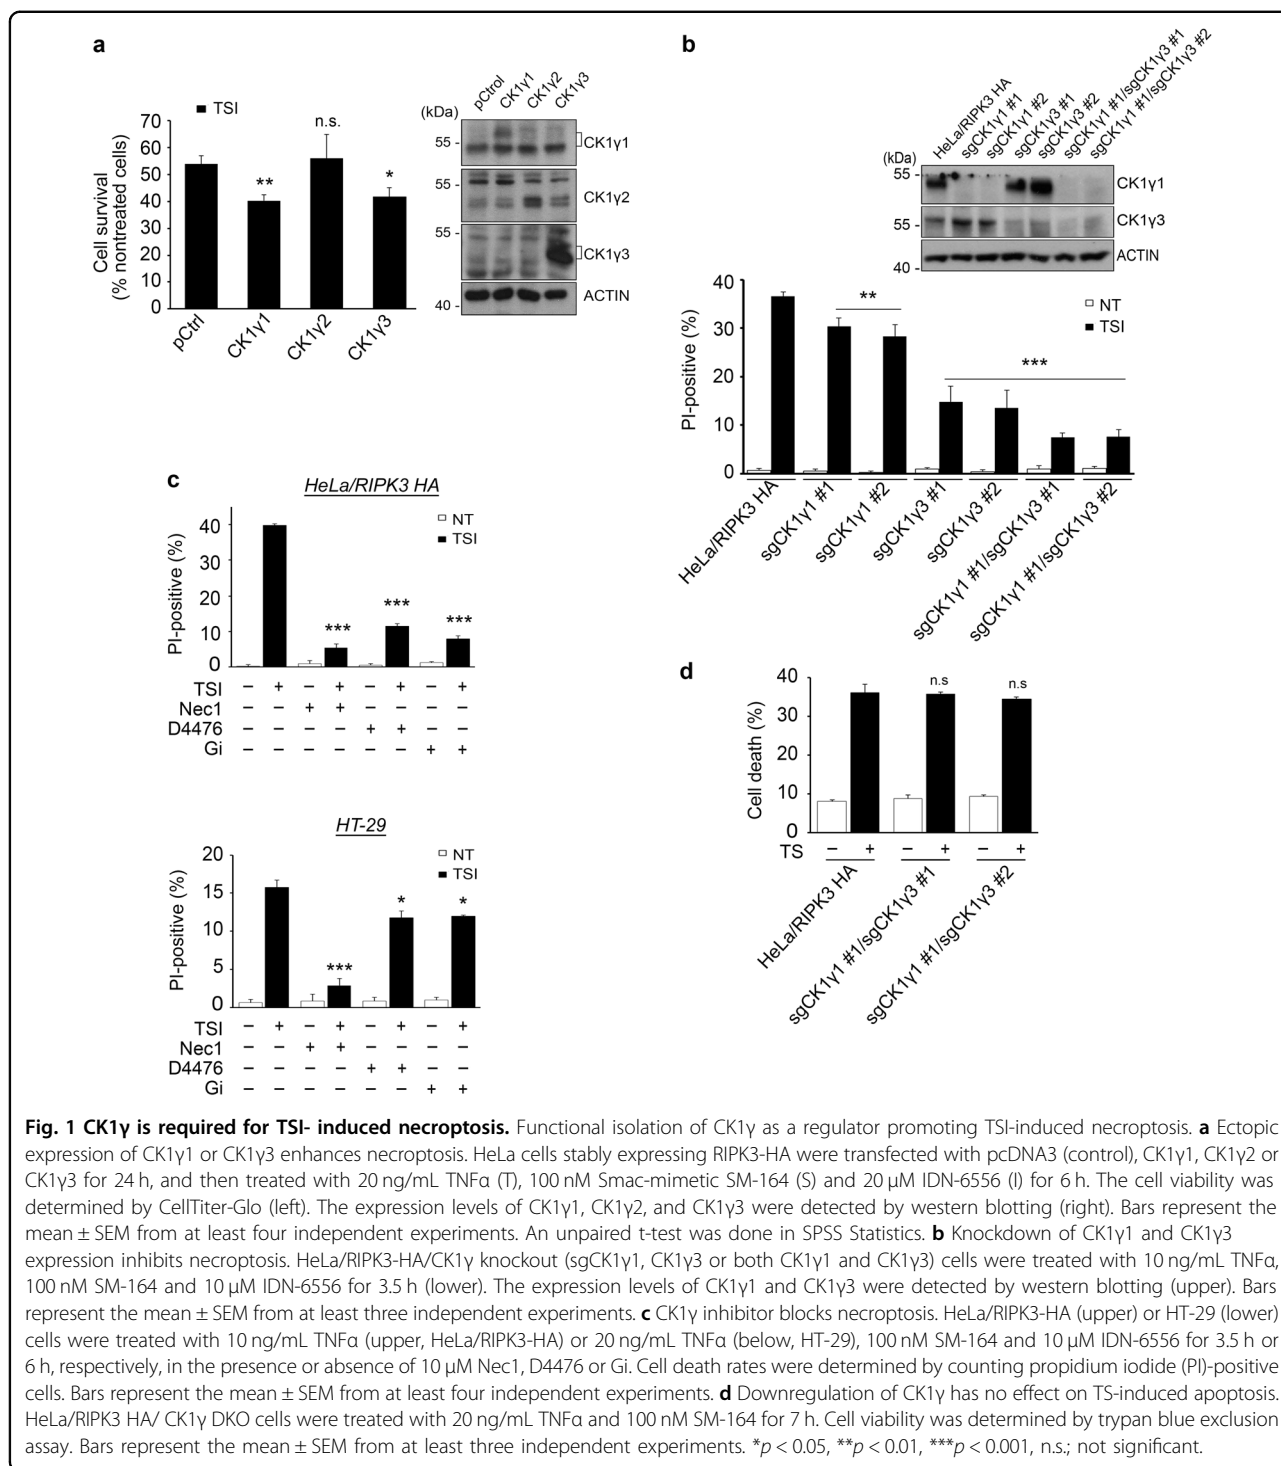 a
TSI
70
60
50
40
30
20
10
0
Cell survival
(% nontreated cells)
**
n.s.
*
pCtrl
CK1γ1
CK1γ2
CK1γ3
(kDa)
pCtrol
CK1γ1
CK1γ2
CK1γ3
55
CK1γ1
55
CK1γ2
55
CK1γ3
40
ACTIN
b
(kDa)
HeLa/RIPK3 HA
sgCK1γ1 #1
sgCK1γ1 #2
sgCK1γ3 #1
sgCK1γ3 #2
sgCK1γ1 #1/sgCK1γ3 #1
sgCK1γ1 #1/sgCK1γ3 #2
55 -
CK1γ1
55 -
CK1γ3
40 -
ACTIN
NT
TSI
40
30
20
10
0
PI-positive (%)
**
***
HeLa/RIPK3 HA
sgCK1γ1 #1
sgCK1γ1 #2
sgCK1γ3 #1
sgCK1γ3 #2
sgCK1γ1 #1/sgCK1γ3 #1
sgCK1γ1 #1/sgCK1γ3 #2
c
HeLa/RIPK3 HA
NT
TSI
40
30
20
10
0
PI-positive (%)
***
***
***
TSI – + – + – + – +
Nec1 – – + + – – – –
D4476 – – – – + + – –
Gi – – – – – – + +
HT-29
NT
TSI
20
15
10
5
0
PI-positive (%)
***
*
*
TSI – + – + – + – +
Nec1 – – + + – – – –
D4476 – – – – + + – –
Gi – – – – – – + +
d
40
30
20
10
0
Cell death (%)
n.s
n.s
TS – + – + – +
HeLa/RIPK3 HA
sgCK1γ1 #1/sgCK1γ3 #1
sgCK1γ1 #1/sgCK1γ3 #2
Fig. 1 CK1γ is required for TSI- induced necroptosis. Functional isolation of CK1γ as a regulator promoting TSI-induced necroptosis. a Ectopic
expression of CK1γ1 or CK1γ3 enhances necroptosis. HeLa cells stably expressing RIPK3-HA were transfected with pcDNA3 (control), CK1γ1, CK1γ2 or
CK1γ3 for 24 h, and then treated with 20 ng/mL TNFα (T), 100 nM Smac-mimetic SM-164 (S) and 20 μM IDN-6556 (I) for 6 h. The cell viability was
determined by CellTiter-Glo (left). The expression levels of CK1γ1, CK1γ2, and CK1γ3 were detected by western blotting (right). Bars represent the
mean ± SEM from at least four independent experiments. An unpaired t-test was done in SPSS Statistics. b Knockdown of CK1γ1 and CK1γ3
expression inhibits necroptosis. HeLa/RIPK3-HA/CK1γ knockout (sgCK1γ1, CK1γ3 or both CK1γ1 and CK1γ3) cells were treated with 10 ng/mL TNFα,
100 nM SM-164 and 10 μM IDN-6556 for 3.5 h (lower). The expression levels of CK1γ1 and CK1γ3 were detected by western blotting (upper). Bars
represent the mean ± SEM from at least three independent experiments. c CK1γ inhibitor blocks necroptosis. HeLa/RIPK3-HA (upper) or HT-29 (lower)
cells were treated with 10 ng/mL TNFα (upper, HeLa/RIPK3-HA) or 20 ng/mL TNFα (below, HT-29), 100 nM SM-164 and 10 μM IDN-6556 for 3.5 h or
6 h, respectively, in the presence or absence of 10 μM Nec1, D4476 or Gi. Cell death rates were determined by counting propidium iodide (PI)-positive
cells. Bars represent the mean ± SEM from at least four independent experiments. d Downregulation of CK1γ has no effect on TS-induced apoptosis.
HeLa/RIPK3 HA/ CK1γ DKO cells were treated with 20 ng/mL TNFα and 100 nM SM-164 for 7 h. Cell viability was determined by trypan blue exclusion
assay. Bars represent the mean ± SEM from at least three independent experiments. *p < 0.05, **p < 0.01, ***p < 0.001, n.s.; not significant.